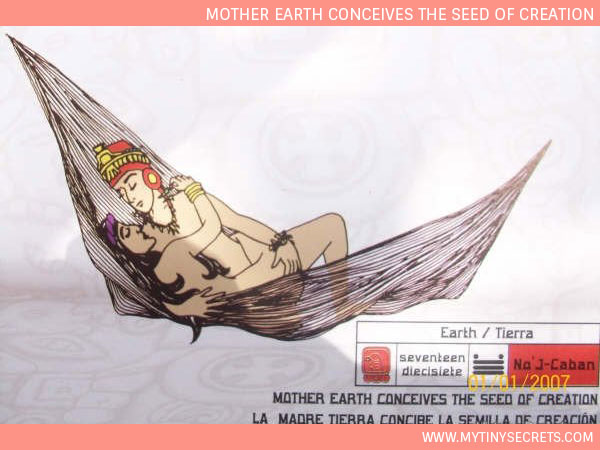 MOTHER EARTH CONCEIVES THE SEED OF CREATION
Earth / Tierra
seventeen
diecisiete
No'J-Caban
01/01/2007
MOTHER EARTH CONCEIVES THE SEED OF CREATION
LA MADRE TIERRA CONCIBE LA SEMILLA DE CREACIÓN
WWW.MYTINYSECRETS.COM